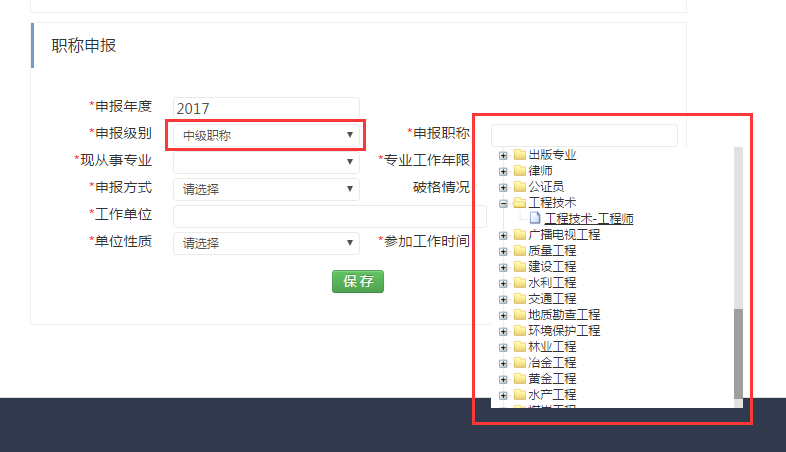 职称申报
*申报年度 2017
*申报级别 中级职称 *申报职称
*现从事专业 *专业工作年限
*申报方式 请选择 破格情况
*工作单位
*单位性质 请选择 *参加工作时间
保 存
出版专业
律师
公证员
工程技术
工程技术-工程师
广播电视工程
质量工程
建设工程
水利工程
交通工程
地质勘查工程
环境保护工程
林业工程
冶金工程
黄金工程
水产工程